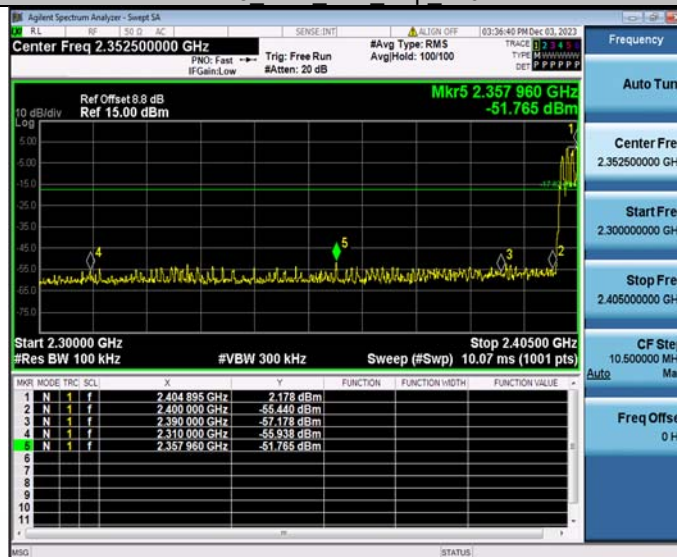 Agilent Spectrum Analyzer - Swept SA
RL RF 50 Ω AC SENSE:INT ALIGN OFF 03:36:40 PM Dec 03, 2023
Center Freq 2.352500000 GHz
PNO: Fast
IFGain:Low
Trig: Free Run
#Atten: 20 dB
#Avg Type: RMS
Avg|Hold: 100/100
TRACE 1 2 3 4 5 6
TYPE M W W W W W
DET P P P P P P
Ref Offset 8.8 dB
Ref 15.00 dBm
Mkr5 2.357 960 GHz
-51.765 dBm
10 dB/div
Log
5.00
-5.00
-15.0
-25.0
-35.0
-45.0
-55.0
-65.0
-75.0
1
4
5
3
2
Start 2.30000 GHz
#Res BW 100 kHz
#VBW 300 kHz
Stop 2.40500 GHz
Sweep (#Swp) 10.07 ms (1001 pts)
MKR MODE TRC SCL X Y FUNCTION FUNCTION WIDTH FUNCTION VALUE
1 N 1 f 2.404 895 GHz 2.178 dBm
2 N 1 f 2.400 000 GHz -55.440 dBm
3 N 1 f 2.390 000 GHz -57.178 dBm
4 N 1 f 2.310 000 GHz -55.938 dBm
5 N 1 f 2.357 960 GHz -51.765 dBm
6
7
8
9
10
11
MSG STATUS
Frequency
Auto Tun
Center Fre
2.352500000 GH
Start Fre
2.300000000 GH
Stop Fre
2.405000000 GH
CF Ste
10.500000 MH
Auto Ma
Freq Offse
0 H